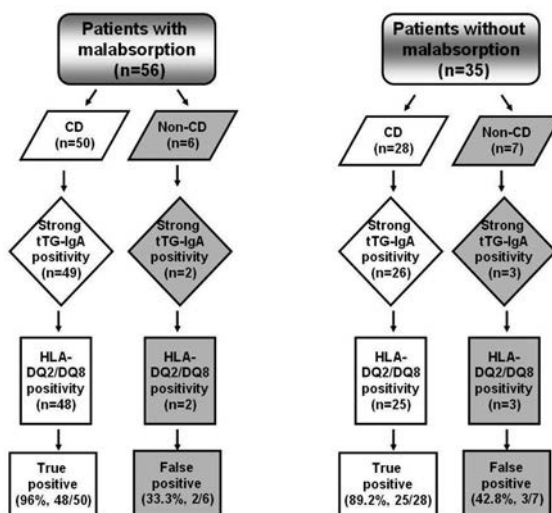 Patients with
malabsorption
(n=56)
CD
(n=50)
Non-CD
(n=6)
Strong
tTG-IgA
positivity
(n=49)
Strong
tTG-IgA
positivity
(n=2)
HLA-
DQ2/DQ8
positivity
(n=48)
HLA-
DQ2/DQ8
positivity
(n=2)
True
positive
(96%, 48/50)
False
positive
(33.3%, 2/6)
Patients without
malabsorption
(n=35)
CD
(n=28)
Non-CD
(n=7)
Strong
tTG-IgA
positivity
(n=26)
Strong
tTG-IgA
positivity
(n=3)
HLA-
DQ2/DQ8
positivity
(n=25)
HLA-
DQ2/DQ8
positivity
(n=3)
True
positive
(89.2%, 25/28)
False
positive
(42.8%, 3/7)